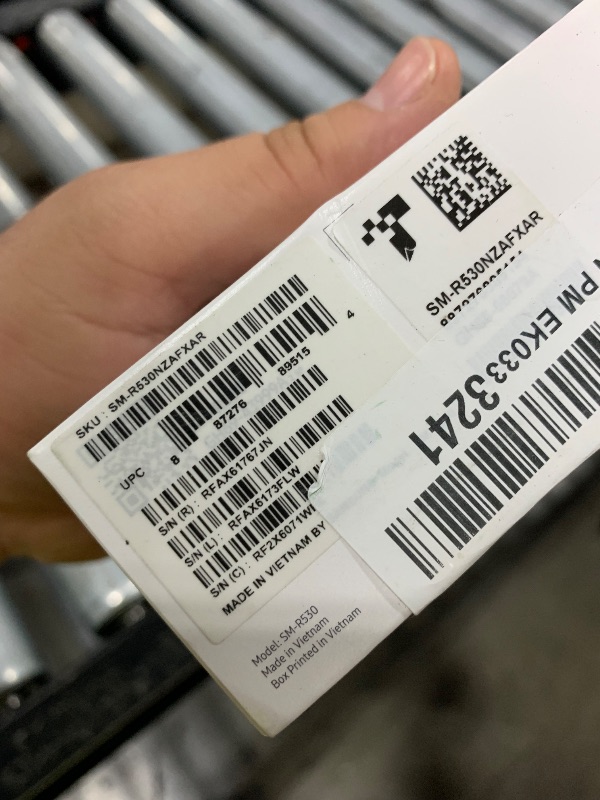 SKU : SM-R530NZAFXAR
UPC
8 87276 89515 4
S/N (R) : RFAX61767JN
S/N (L) : RFAX6173FLW
S/N (C) : RF2X6071W
MADE IN VIETNAM BY
Model: SM-R530
Made in Vietnam
Box Printed in Vietnam
SM-R530NZAFXAR
PM EK0333241